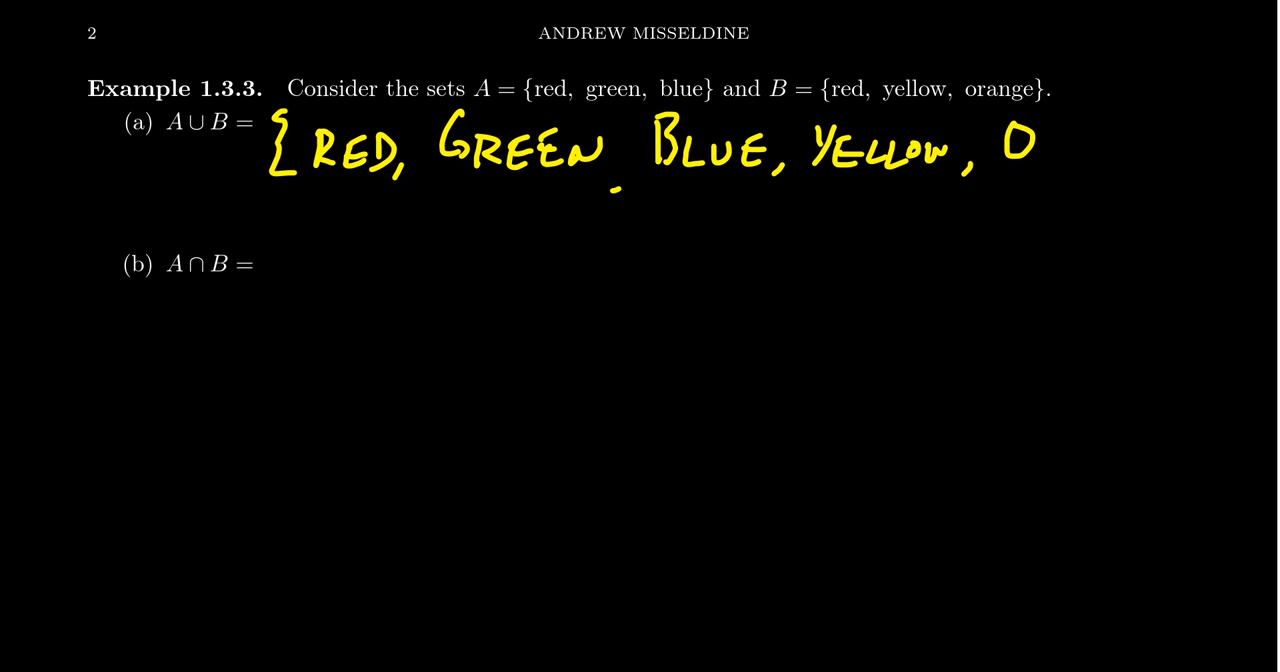 2 ANDREW MISSELDINE
Example 1.3.3. Consider the sets A = {red, green, blue} and B = {red, yellow, orange}.
(a) A ∪ B = { RED, GREEN, BLUE, YELLOW, O
(b) A ∩ B =